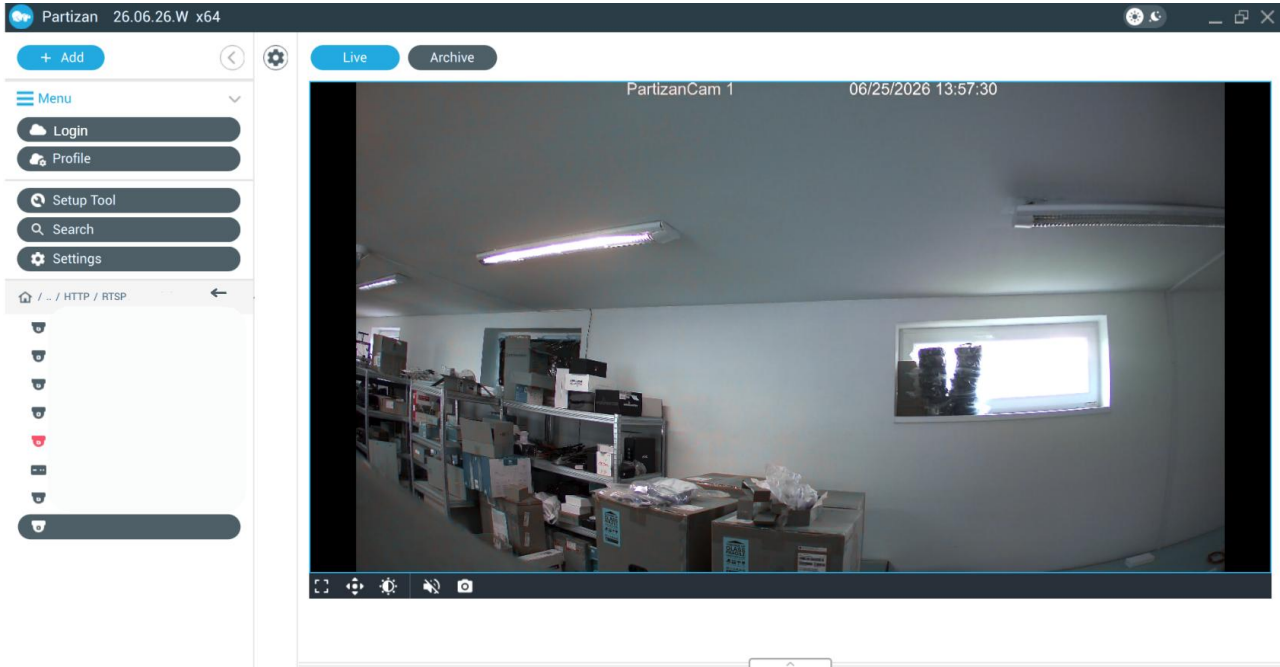 Partizan 26.06.26.W x64
+ Add
Live
Archive
Menu
Login
Profile
Setup Tool
Search
Settings
/ .. / HTTP / RTSP
PartizanCam 1
06/25/2026 13:57:30